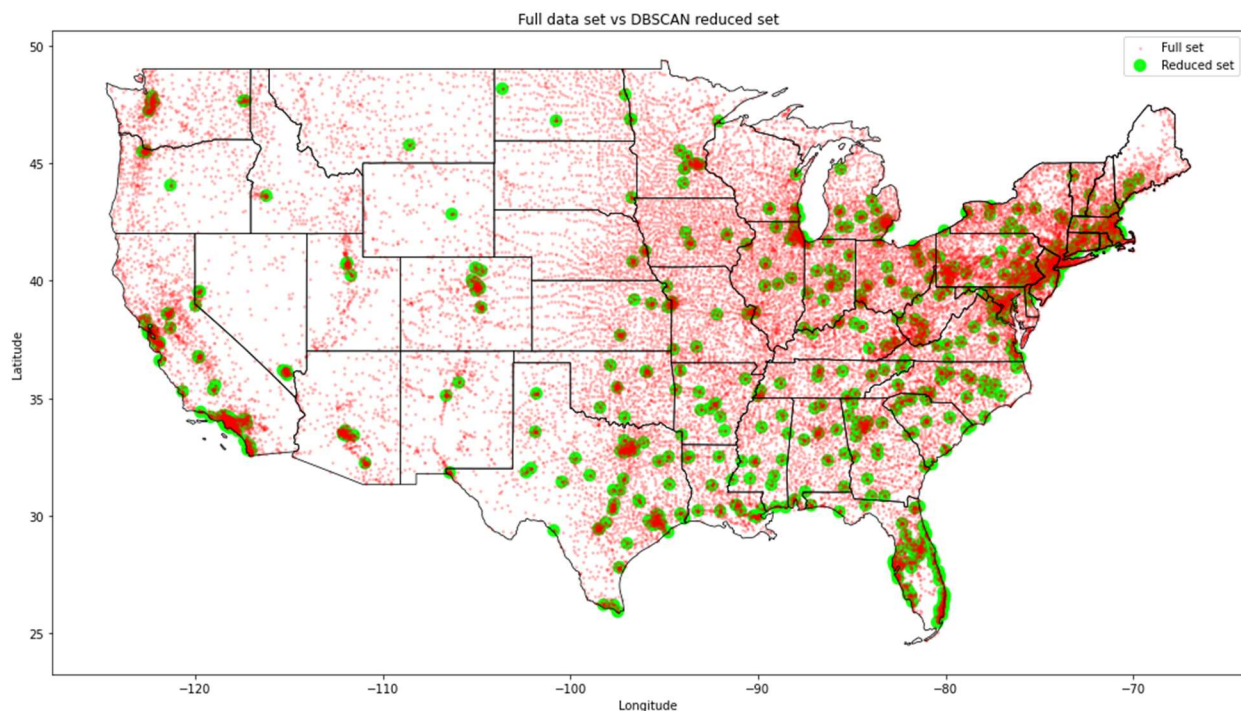 Full data set vs DBSCAN reduced set
Full set
Reduced set
50
45
40
35
30
25
Latitude
−120
−110
−100
−90
−80
−70
Longitude